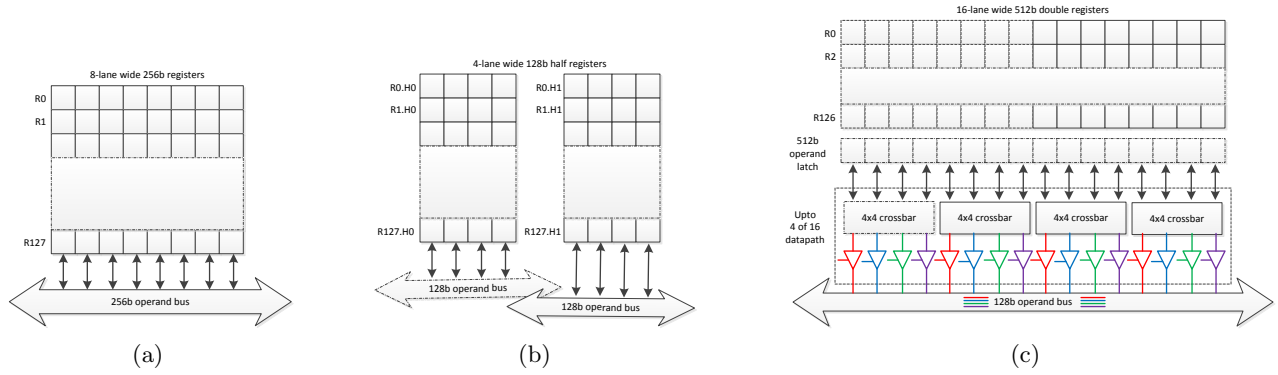 8-lane wide 256b registers
R0
R1
R127
256b operand bus
(a)
4-lane wide 128b half registers
R0.H0
R1.H0
R127.H0
R0.H1
R1.H1
R127.H1
128b operand bus
128b operand bus
(b)
16-lane wide 512b double registers
R0
R2
R126
512b
operand
latch
Upto
4 of 16
datapath
4x4 crossbar
4x4 crossbar
4x4 crossbar
4x4 crossbar
128b operand bus
(c)